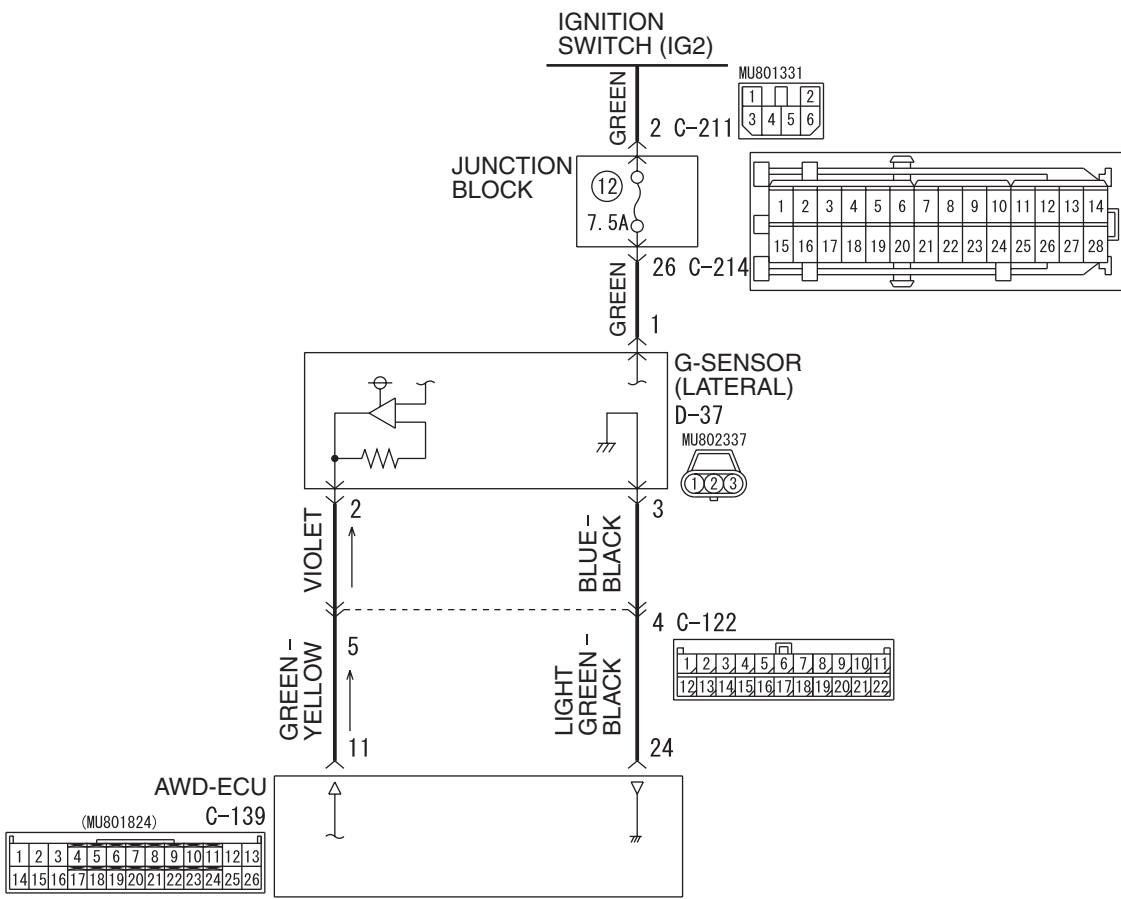 IGNITION
SWITCH (IG2)
MU801331
1 2
3 4 5 6
GREEN
2 C-211
JUNCTION
BLOCK
12
7.5A
1 2 3 4 5 6 7 8 9 10 11 12 13 14
15 16 17 18 19 20 21 22 23 24 25 26 27 28
26 C-214
GREEN
1
G-SENSOR
(LATERAL)
D-37
MU802337
1 2 3
2
3
VIOLET
BLUE-
BLACK
4 C-122
5
1 2 3 4 5 6 7 8 9 10 11
12 13 14 15 16 17 18 19 20 21 22
GREEN-
YELLOW
LIGHT
GREEN-
BLACK
11
24
AWD-ECU
C-139
(MU801824)
1 2 3 4 5 6 7 8 9 10 11 12 13
14 15 16 17 18 19 20 21 22 23 24 25 26